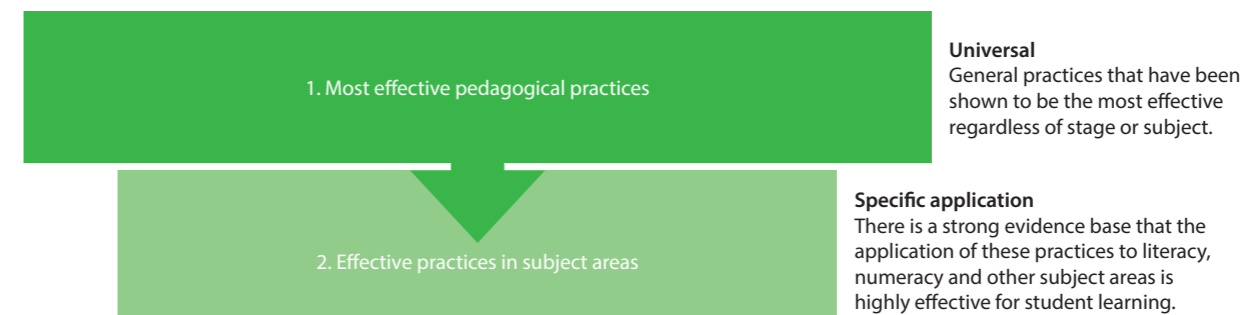 1. Most effective pedagogical practices
Universal
General practices that have been
shown to be the most effective
regardless of stage or subject.
2. Effective practices in subject areas
Specific application
There is a strong evidence base that the
application of these practices to literacy,
numeracy and other subject areas is
highly effective for student learning.